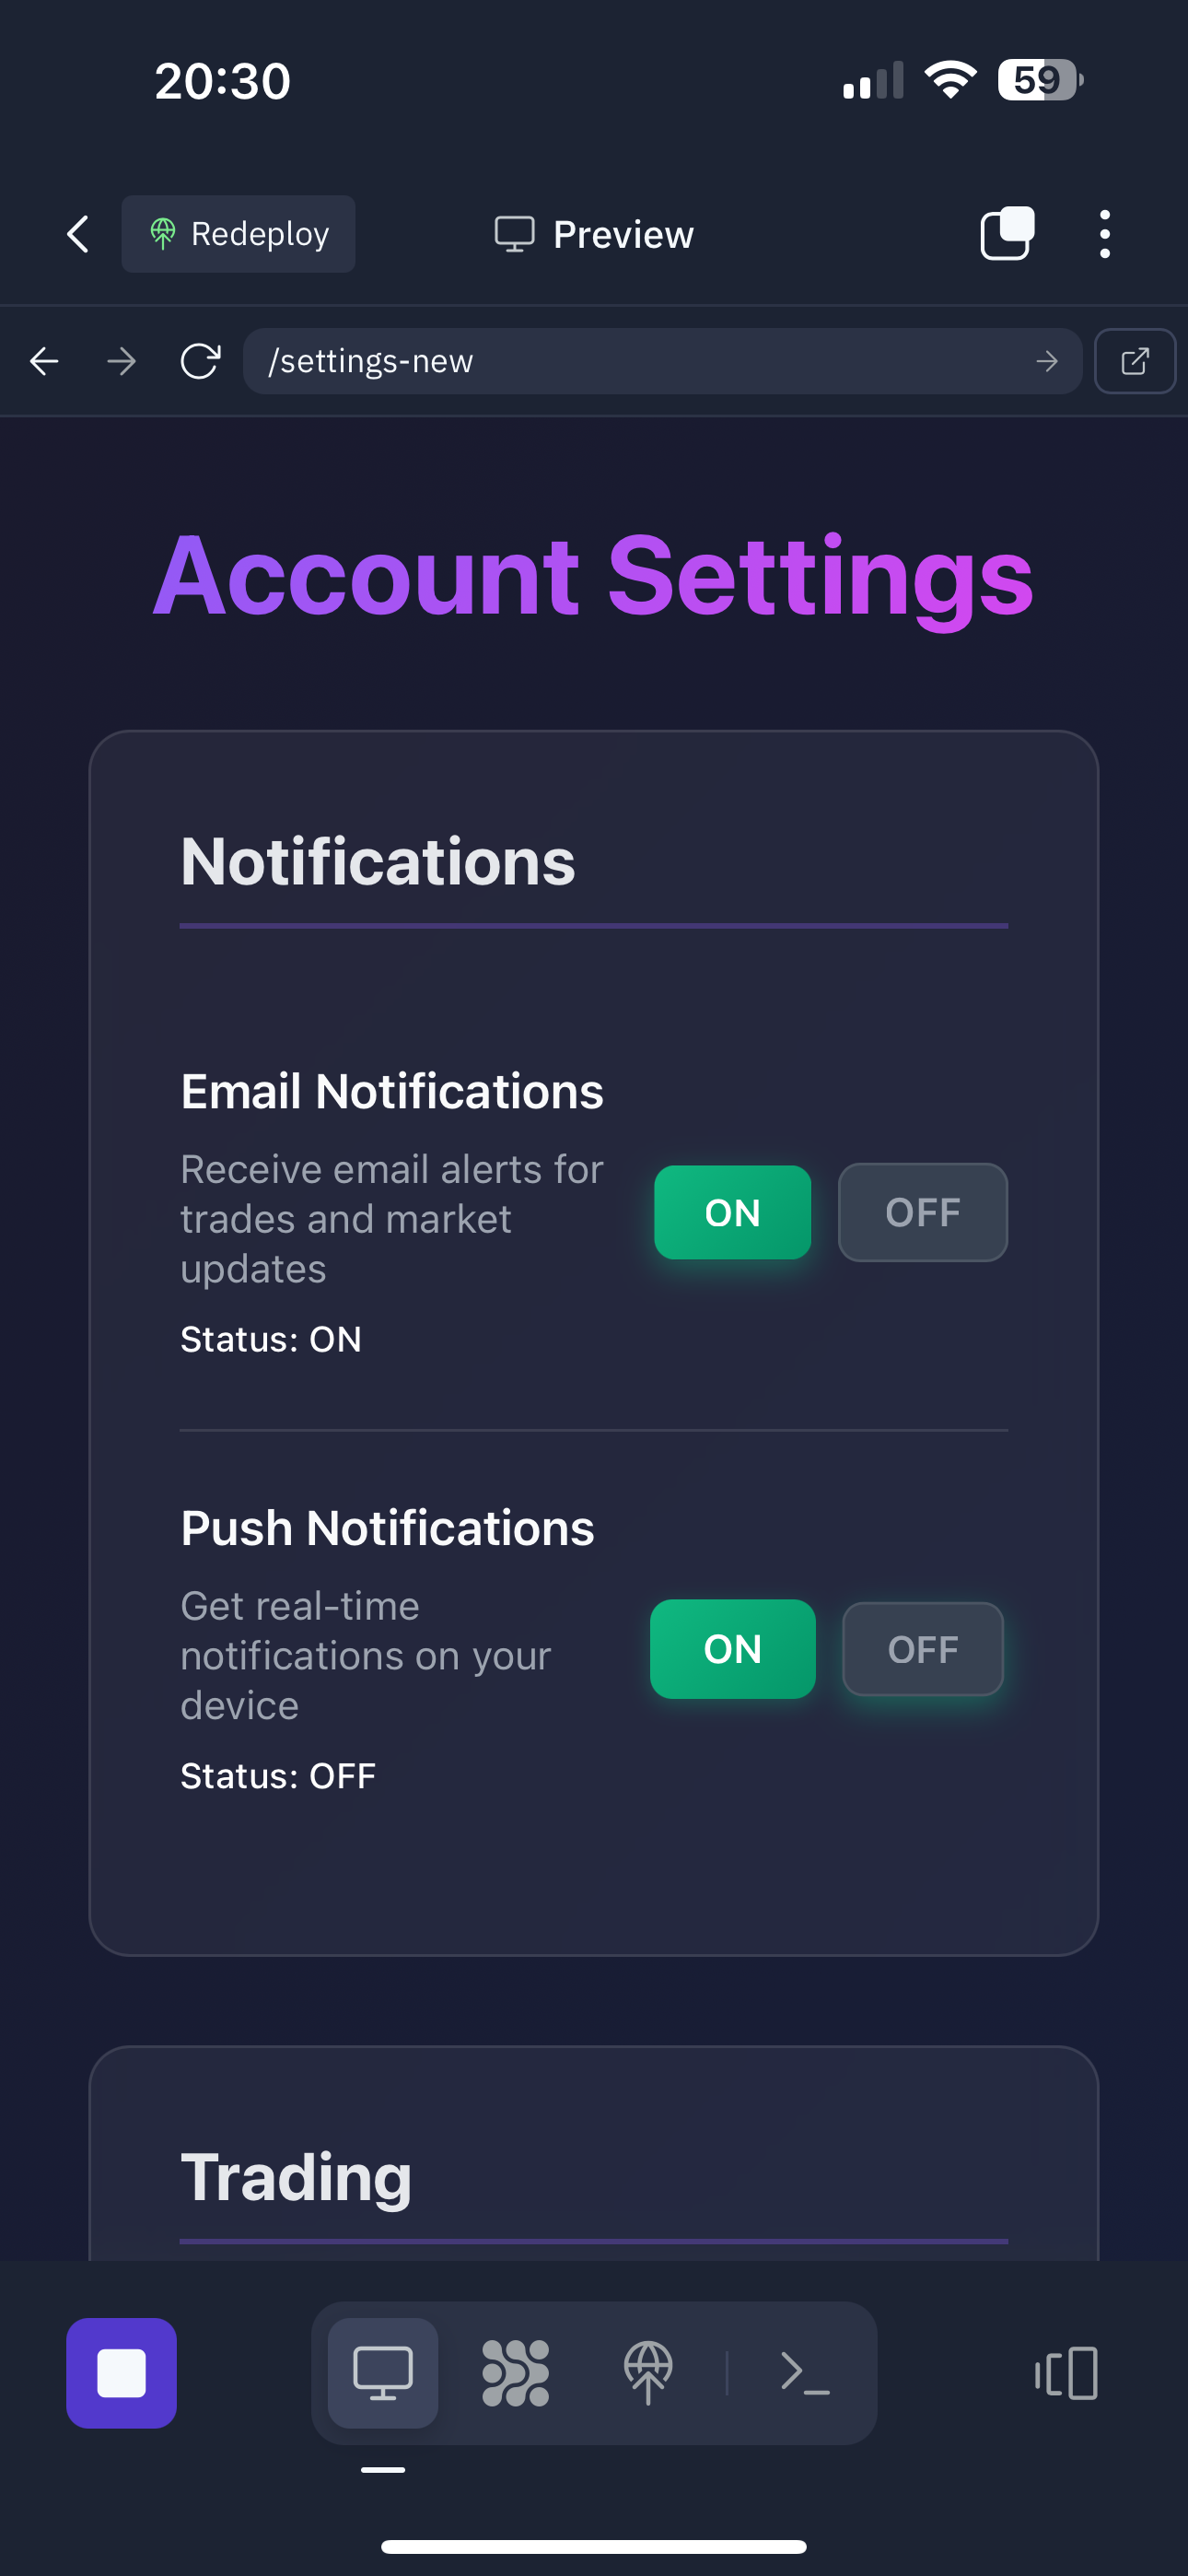 20:30
59
Redeploy
Preview
/settings-new
Account Settings
Notifications
Email Notifications
Receive email alerts for
trades and market
updates
ON
OFF
Status: ON
Push Notifications
Get real-time
notifications on your
device
ON
OFF
Status: OFF
Trading